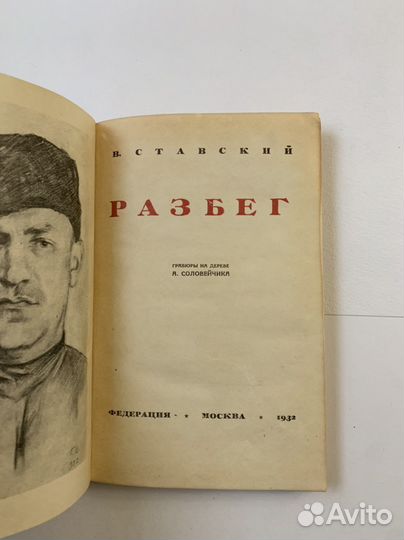 В. СТАВСКИЙ
РАЗБЕГ
ГРАВЮРЫ НА ДЕРЕВЕ
А. СОЛОВЕЙЧИКА
ФЕДЕРАЦИЯ ★ МОСКВА ★ 1932
Avito